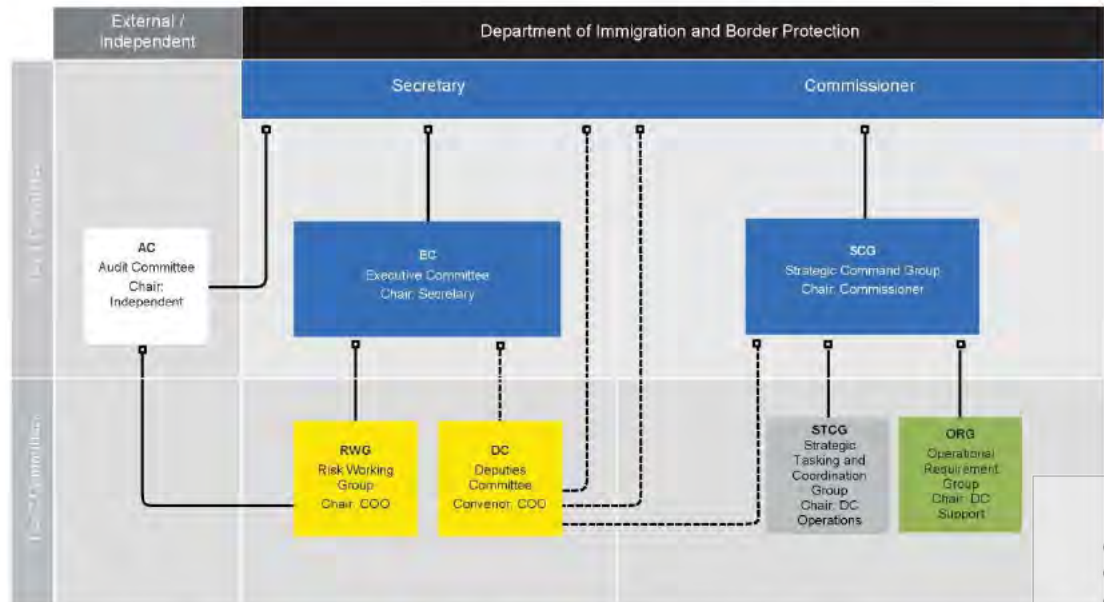 External /
Independent
Department of Immigration and Border Protection
Secretary
Commissioner
AC
Audit Committee
Chair:
Independent
EC
Executive Committee
Chair: Secretary
SCG
Strategic Command Group
Chair: Commissioner
RWG
Risk Working
Group
Chair: COO
DC
Deputies
Committee
Convenor: COO
STCG
Strategic
Tasking and
Coordination
Group
Chair: DC
Operations
ORG
Operational
Requirement
Group
Chair: DC
Support